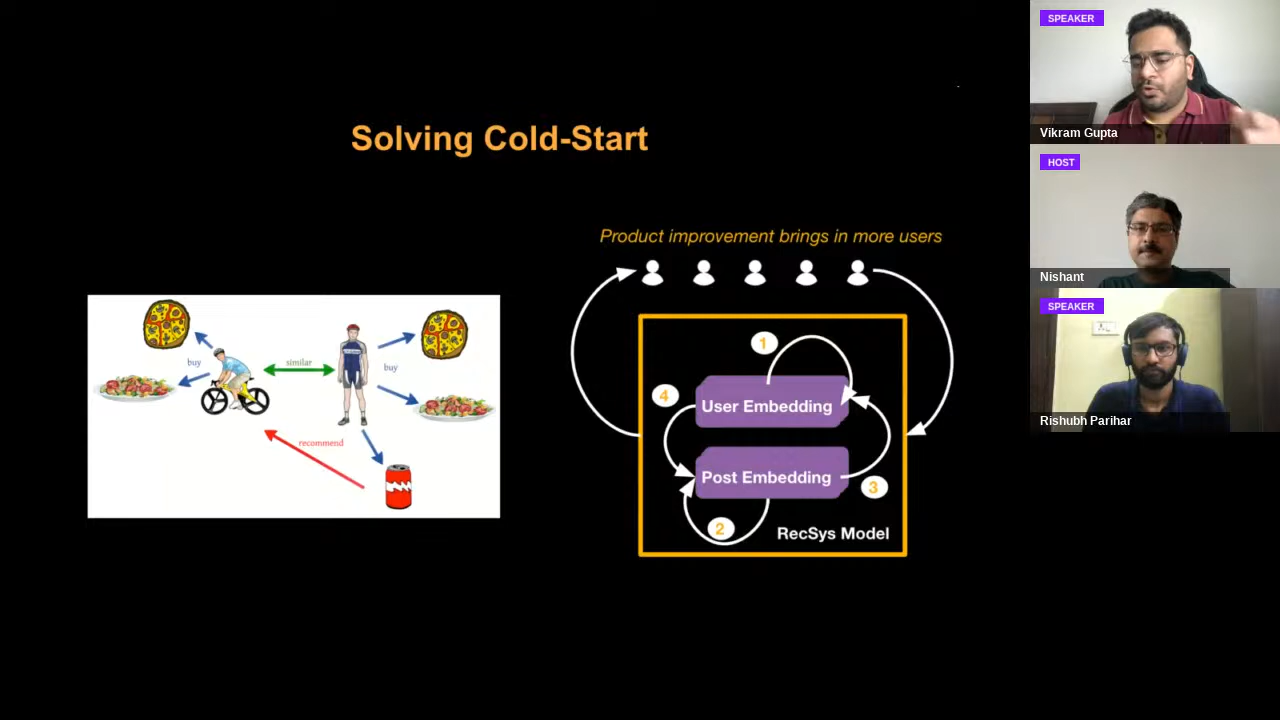 Solving Cold-Start
buy
similar
buy
recommend
Product improvement brings in more users
1
4
User Embedding
Post Embedding
3
2
RecSys Model
SPEAKER
Vikram Gupta
HOST
Nishant
SPEAKER
Rishubh Parihar